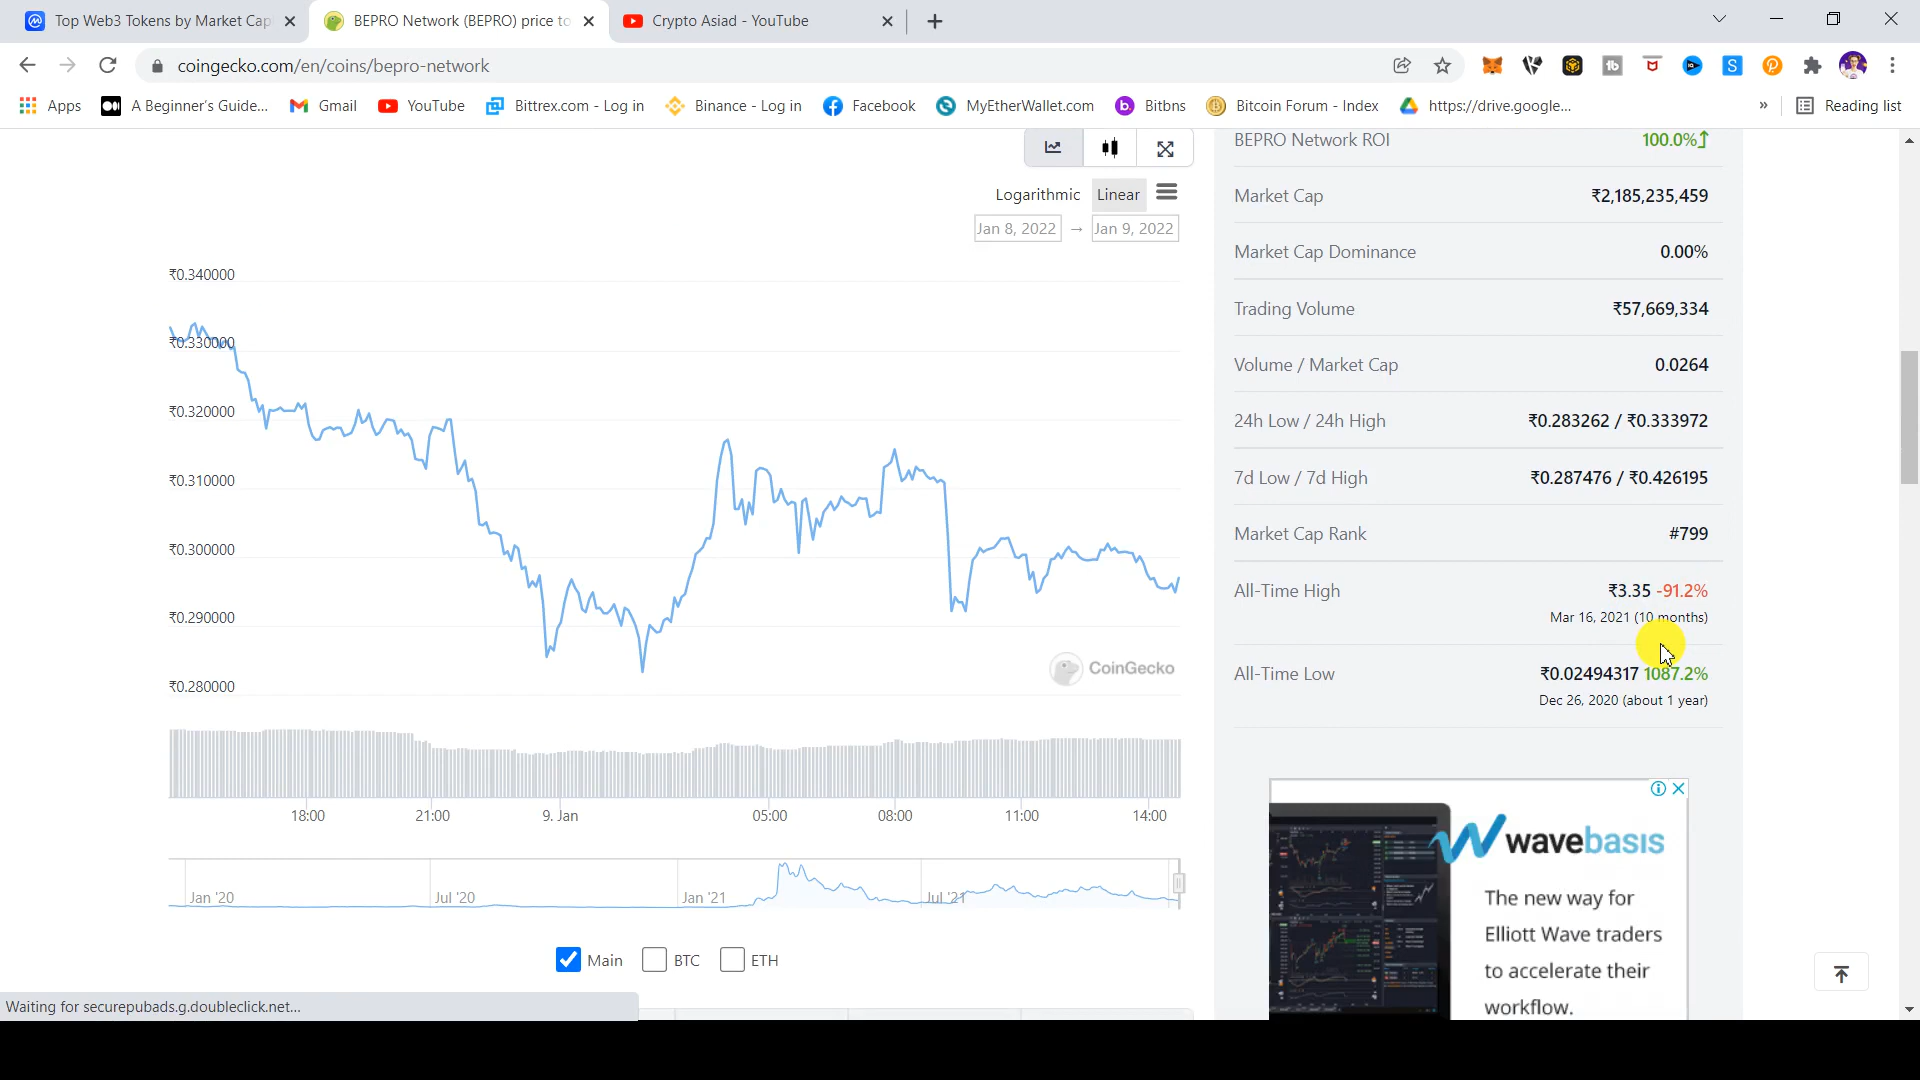 Top Web3 Tokens by Market Cap
BEPRO Network (BEPRO) price to
Crypto Asiad - YouTube
coingecko.com/en/coins/bepro-network
Apps
A Beginner's Guide...
Gmail
YouTube
Bittrex.com - Log in
Binance - Log in
Facebook
MyEtherWallet.com
Bitbns
Bitcoin Forum - Index
https://drive.google...
»
Reading list
Logarithmic Linear
Jan 8, 2022 → Jan 9, 2022
₹0.340000
₹0.330000
₹0.320000
₹0.310000
₹0.300000
₹0.290000
₹0.280000
CoinGecko
18:00 21:00 9. Jan 05:00 08:00 11:00 14:00
Jan '20 Jul '20 Jan '21 Jul '21
Main BTC ETH
BEPRO Network ROI 100.0%
Market Cap ₹2,185,235,459
Market Cap Dominance 0.00%
Trading Volume ₹57,669,334
Volume / Market Cap 0.0264
24h Low / 24h High ₹0.283262 / ₹0.333972
7d Low / 7d High ₹0.287476 / ₹0.426195
Market Cap Rank #799
All-Time High ₹3.35 -91.2%
Mar 16, 2021 (10 months)
All-Time Low ₹0.02494317 1087.2%
Dec 26, 2020 (about 1 year)
wavebasis
The new way for
Elliott Wave traders
to accelerate their
workflow.
Waiting for securepubads.g.doubleclick.net...